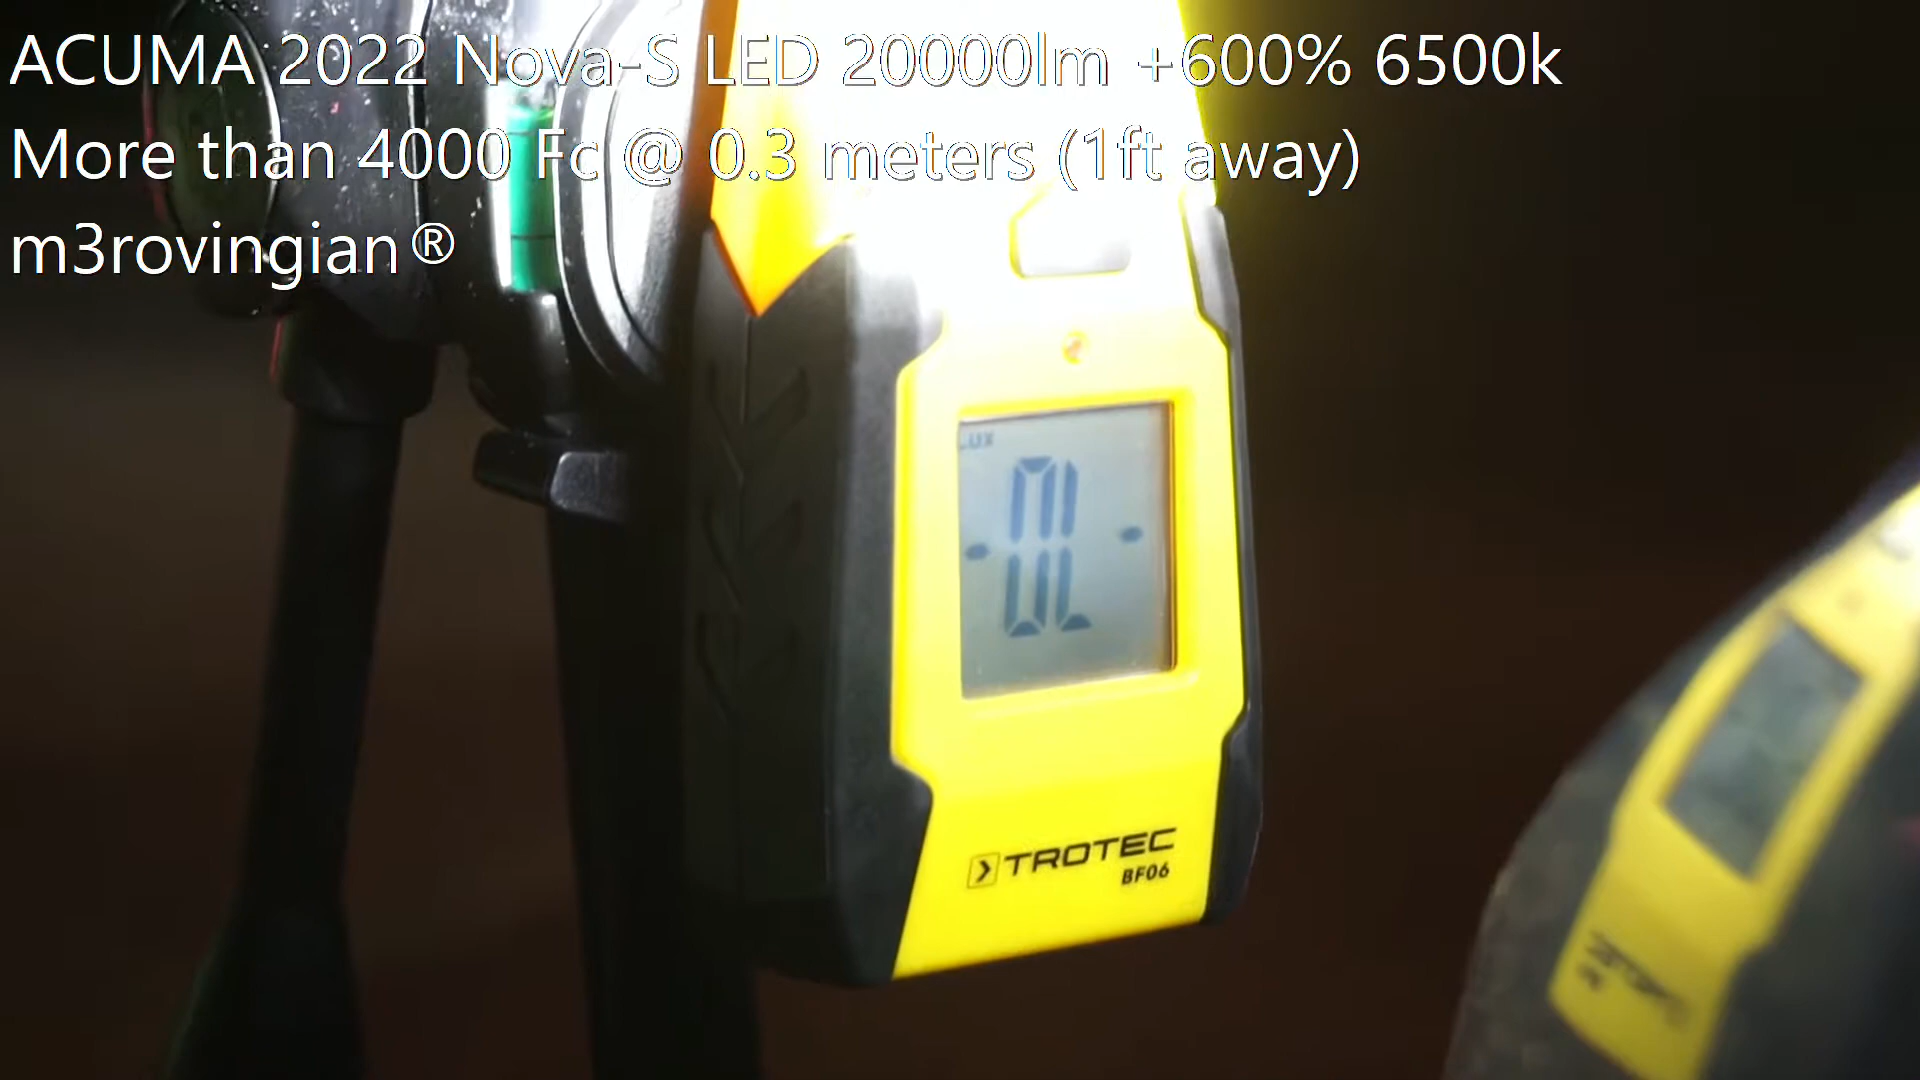 ACUMA 2022 Nova-S LED 20000lm +600% 6500k
More than 4000 Fc @ 0.3 meters (1ft away)
m3rovingian®
LUX
- OL -
TROTEC
BF06